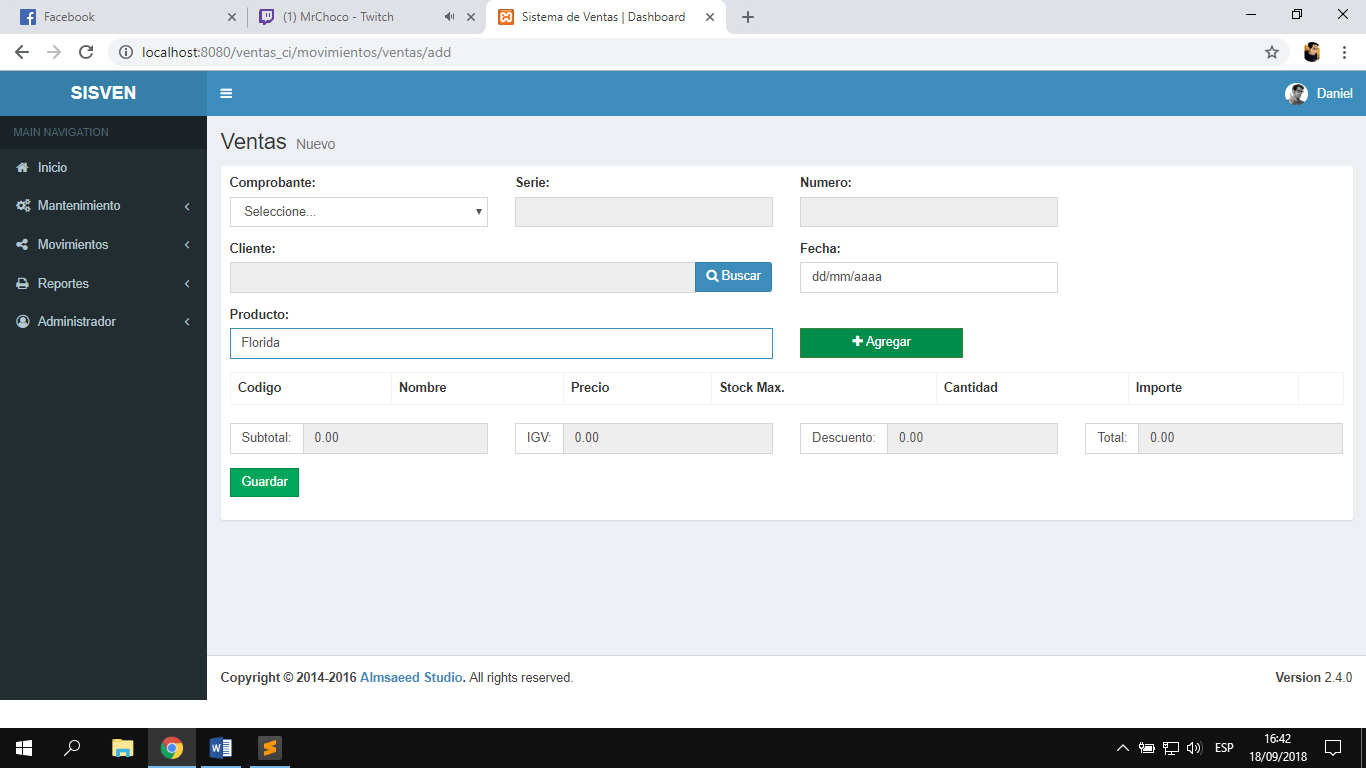 Facebook
(1) MrChoco - Twitch
Sistema de Ventas | Dashboard
localhost:8080/ventas_ci/movimientos/ventas/add
SISVEN
Daniel
MAIN NAVIGATION
Inicio
Mantenimiento
Movimientos
Reportes
Administrador
Ventas Nuevo
Comprobante: Serie: Numero:
Seleccione...
Cliente: Fecha:
Buscar dd/mm/aaaa
Producto:
Florida Agregar
Codigo Nombre Precio Stock Max. Cantidad Importe
Subtotal: 0.00 IGV: 0.00 Descuento: 0.00 Total: 0.00
Guardar
Copyright © 2014-2016 Almsaeed Studio. All rights reserved. Version 2.4.0
ESP
16:42
18/09/2018